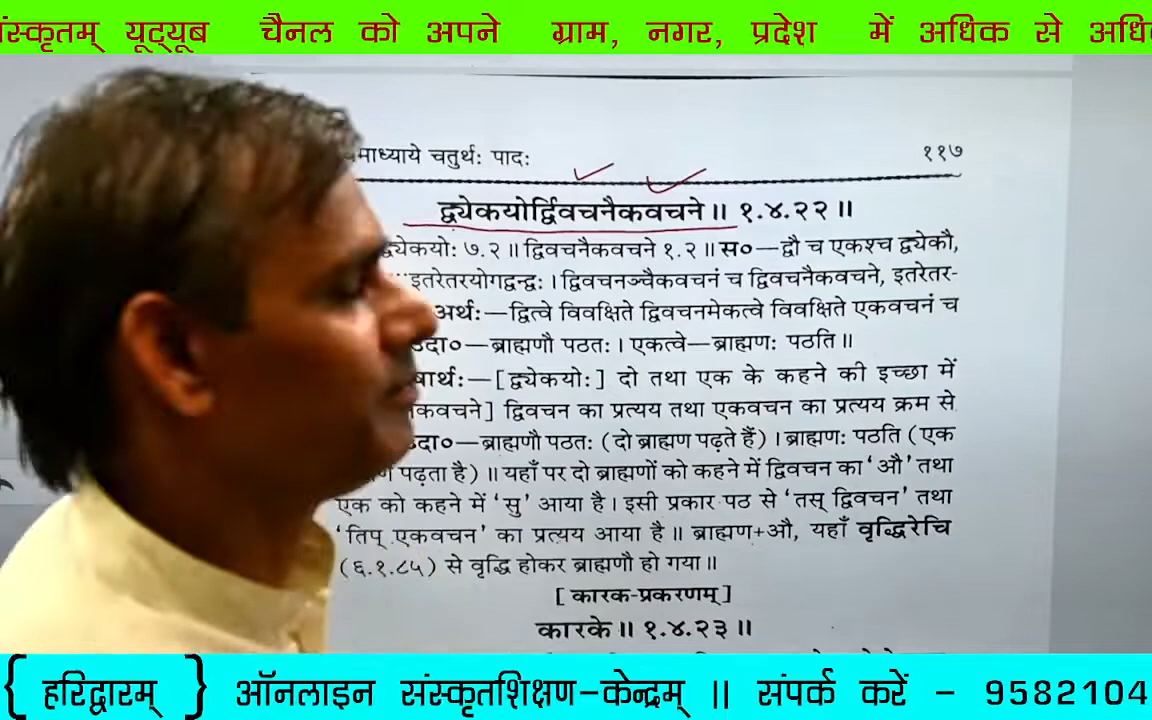 संस्कृतम् यूट्यूब चैनल को अपने ग्राम, नगर, प्रदेश में अधिक से
चतुर्थः पादः ११७
द्व्येकयोर्द्विवचनैकवचने॥ १.४.२२॥
द्व्येकयोः ७.२॥ द्विवचनैकवचने १.२॥ स०—द्वौ च एकश्च द्व्येकौ,
इतरेतरयोगद्वन्द्वः। द्विवचनञ्चैकवचनं च द्विवचनैकवचने, इतरेतर-
अर्थः—द्वित्वे विवक्षिते द्विवचनमेकत्वे विवक्षिते एकवचनं च
उदा०—ब्राह्मणौ पठतः। एकत्वे—ब्राह्मणः पठति॥
[द्व्येकयोः] दो तथा एक के कहने की इच्छा में
द्विवचन का प्रत्यय तथा एकवचन का प्रत्यय क्रम से
उदा०—ब्राह्मणौ पठतः (दो ब्राह्मण पढ़ते हैं)। ब्राह्मणः पठति (एक
पढ़ता है)॥ यहाँ पर दो ब्राह्मणों को कहने में द्विवचन का 'औ' तथा
एक को कहने में 'सु' आया है। इसी प्रकार पठ से 'तस् द्विवचन' तथा
'तिप् एकवचन' का प्रत्यय आया है॥ ब्राह्मण+औ, यहाँ वृद्धिरेचि
(६.१.८५) से वृद्धि होकर ब्राह्मणौ हो गया॥
[कारक-प्रकरणम्]
कारके॥ १.४.२३॥
{ हरिद्वारम् } ऑनलाइन संस्कृतशिक्षण-केन्द्रम् || संपर्क करें - 9582104